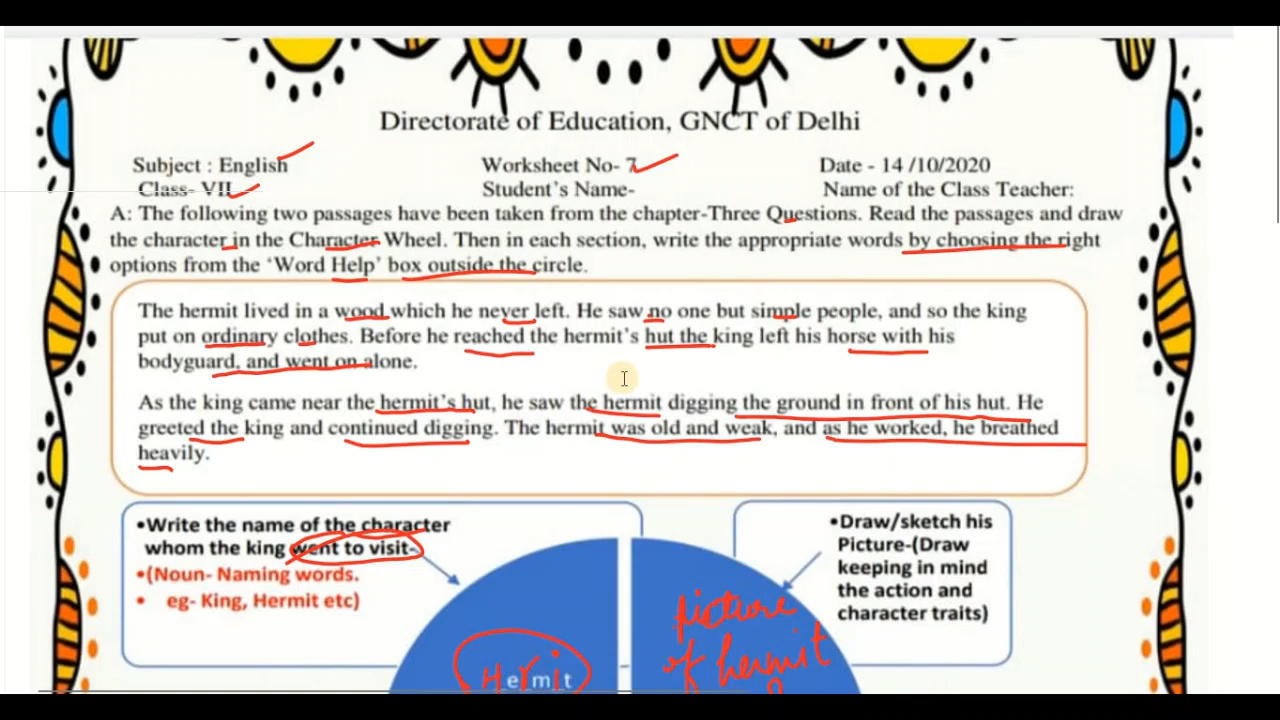 Directorate of Education, GNCT of Delhi
Subject : English Worksheet No- 7 Date - 14 /10/2020
Class- VII Student's Name- Name of the Class Teacher:
A: The following two passages have been taken from the chapter-Three Questions. Read the passages and draw
the character in the Character Wheel. Then in each section, write the appropriate words by choosing the right
options from the 'Word Help' box outside the circle.
The hermit lived in a wood which he never left. He saw no one but simple people, and so the king
put on ordinary clothes. Before he reached the hermit's hut the king left his horse with his
bodyguard, and went on alone.
As the king came near the hermit's hut, he saw the hermit digging the ground in front of his hut. He
greeted the king and continued digging. The hermit was old and weak, and as he worked, he breathed
heavily.
•Write the name of the character
whom the king went to visit-
•(Noun- Naming words.
• eg- King, Hermit etc)
•Draw/sketch his
Picture-(Draw
keeping in mind
the action and
character traits)
Hermit
picture
of hermit